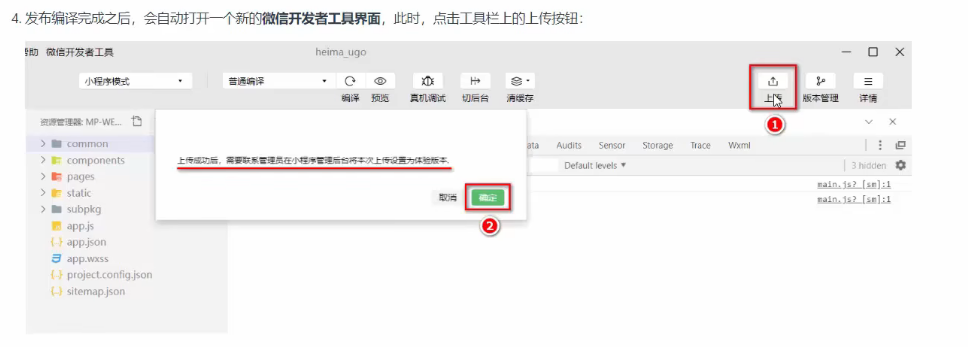 4. 发布编译完成之后，会自动打开一个新的微信开发者工具界面，此时，点击工具栏上的上传按钮：
帮助 微信开发者工具 heima_ugo
小程序模式 普通编译
编译 预览 真机调试 切后台 清缓存 上传 版本管理 详情
1
资源管理器: MP-WE...
common
components
pages
static
subpkg
app.js
app.json
app.wxss
project.config.json
sitemap.json
上传成功后，需要联系管理员在小程序管理后台将本次上传设置为体验版本.
取消 确定
2
Audits Sensor Storage Trace Wxml
Default levels 3 hidden
main.js? [sm]:1
main.js? [sm]:1